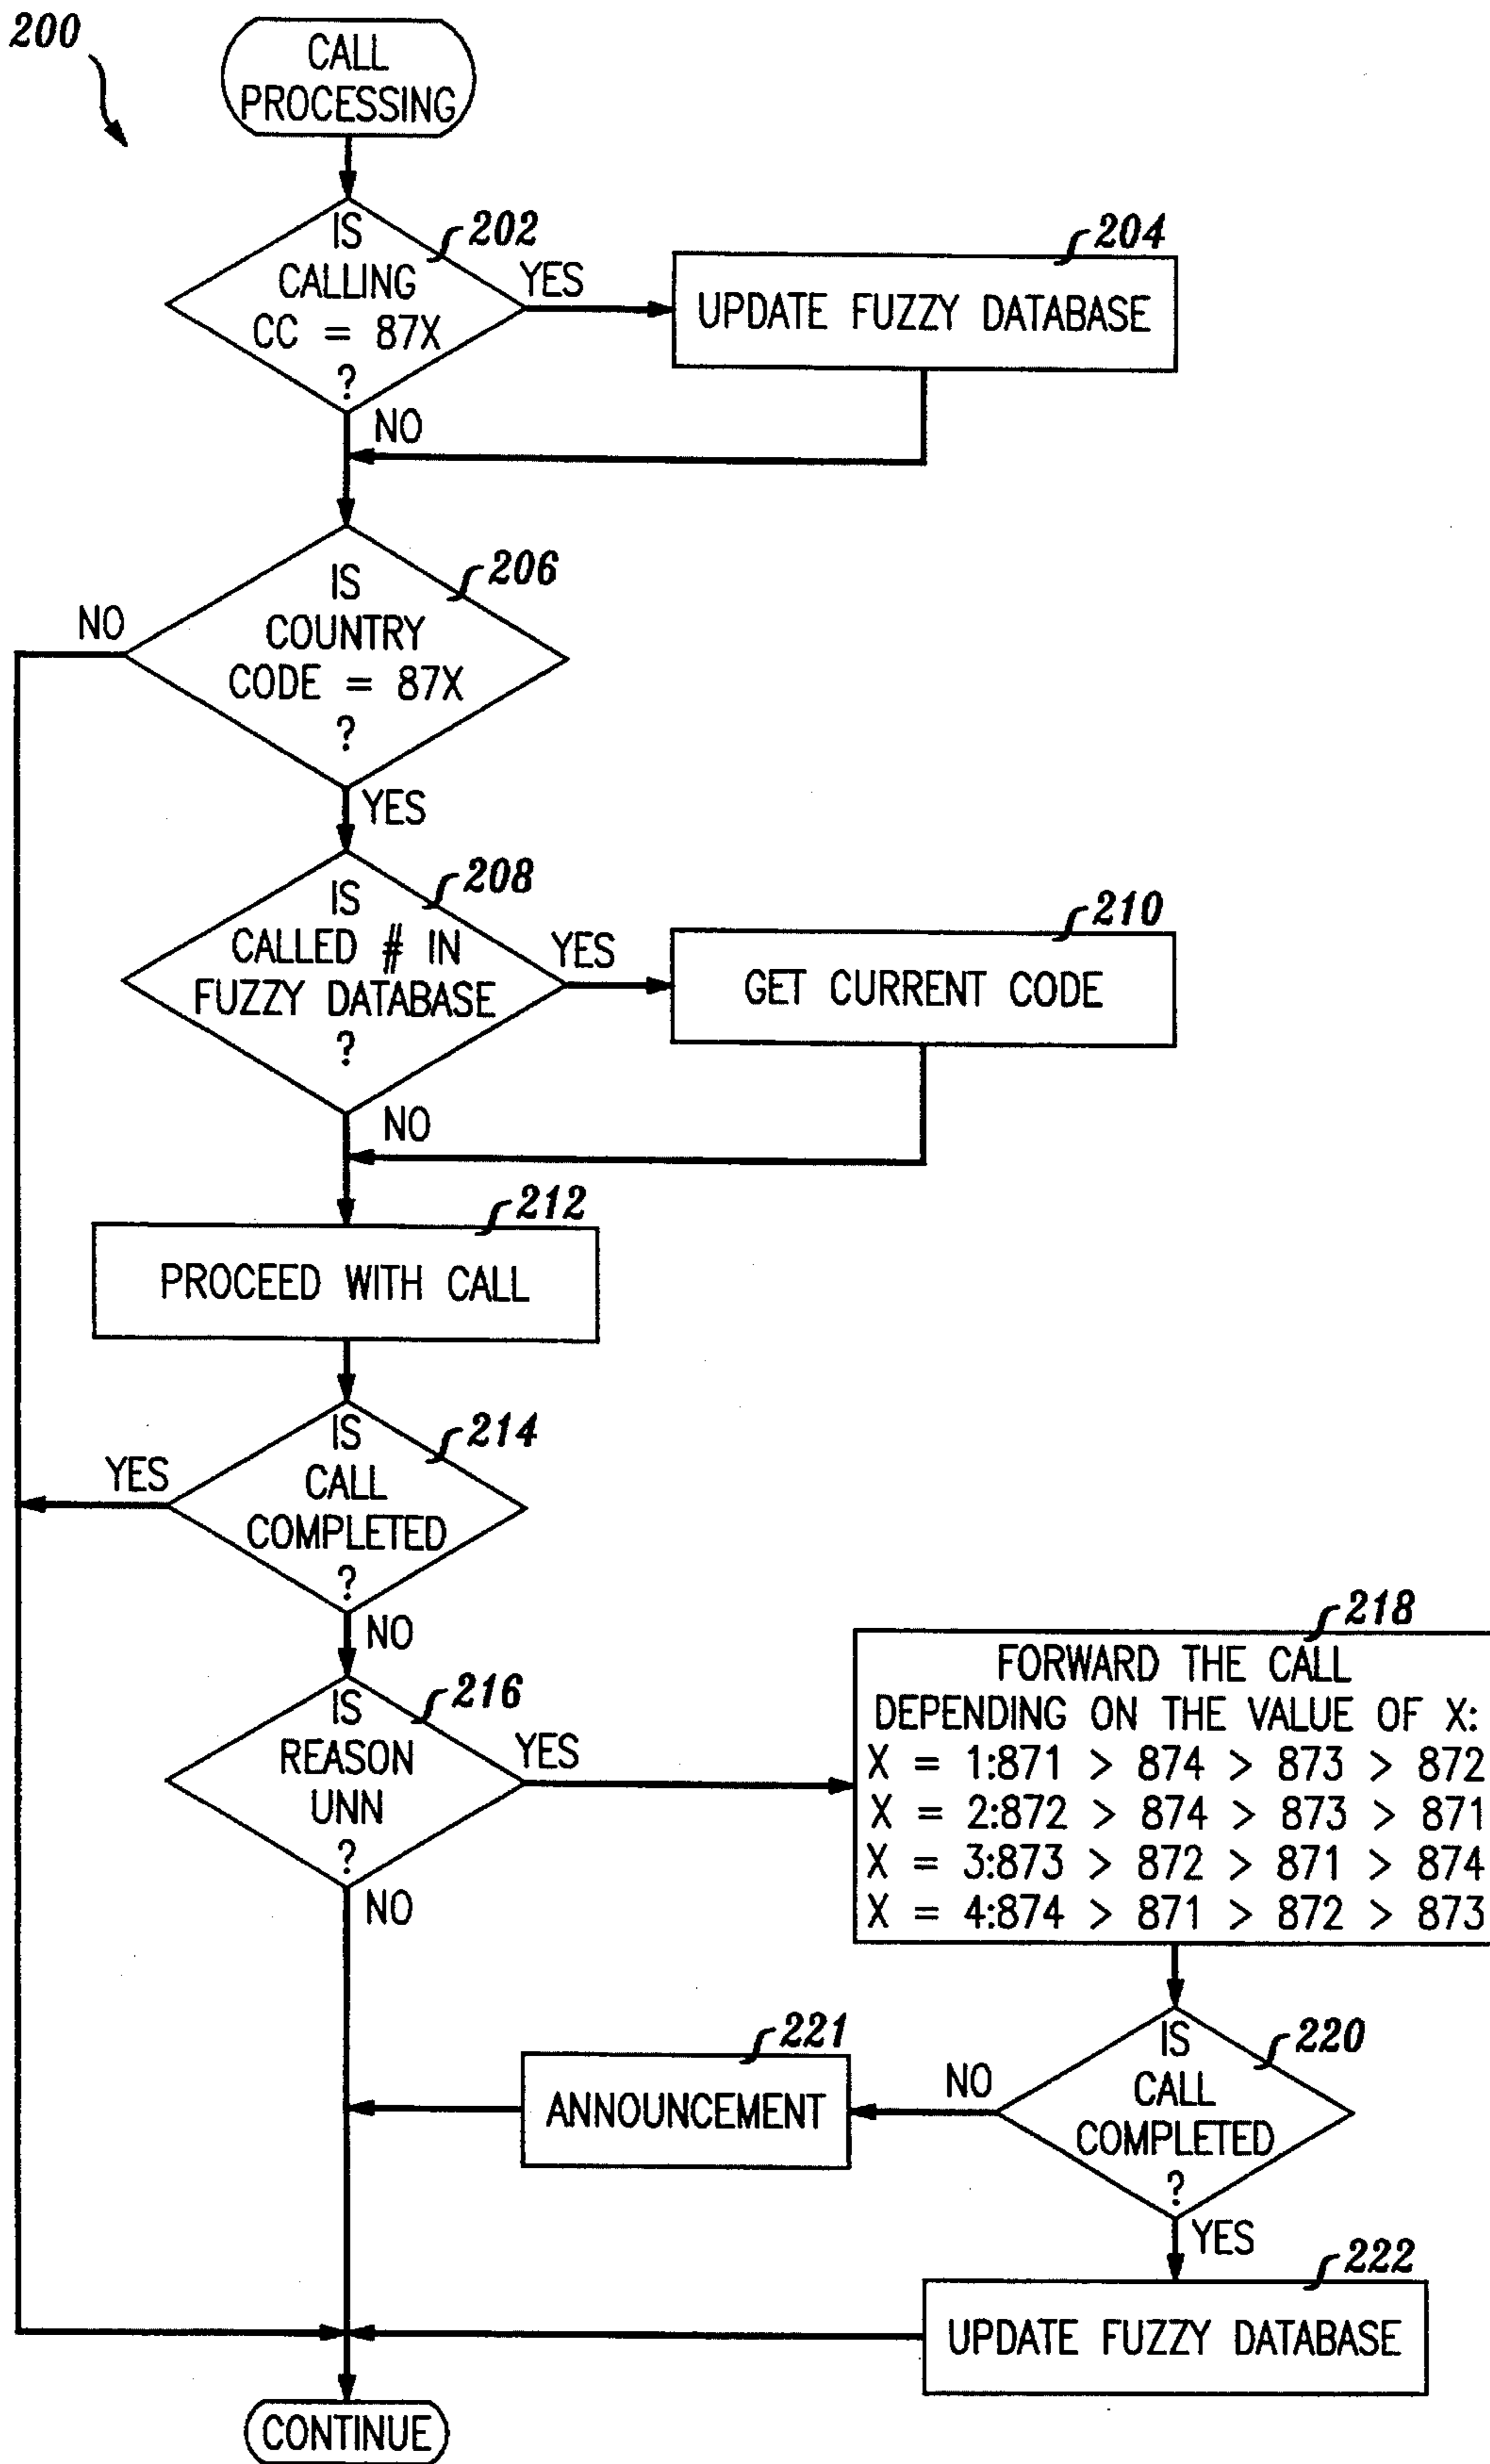 200
CALL
PROCESSING
202
IS
CALLING
CC = 87X
?
YES
NO
204
UPDATE FUZZY DATABASE
206
IS
COUNTRY
CODE = 87X
?
NO
YES
208
IS
CALLED # IN
FUZZY DATABASE
?
YES
NO
210
GET CURRENT CODE
212
PROCEED WITH CALL
214
IS
CALL
COMPLETED
?
YES
NO
216
IS
REASON
UNN
?
YES
NO
218
FORWARD THE CALL
DEPENDING ON THE VALUE OF X:
X = 1:871 > 874 > 873 > 872
X = 2:872 > 874 > 873 > 871
X = 3:873 > 872 > 871 > 874
X = 4:874 > 871 > 872 > 873
220
IS
CALL
COMPLETED
?
NO
YES
221
ANNOUNCEMENT
222
UPDATE FUZZY DATABASE
CONTINUE